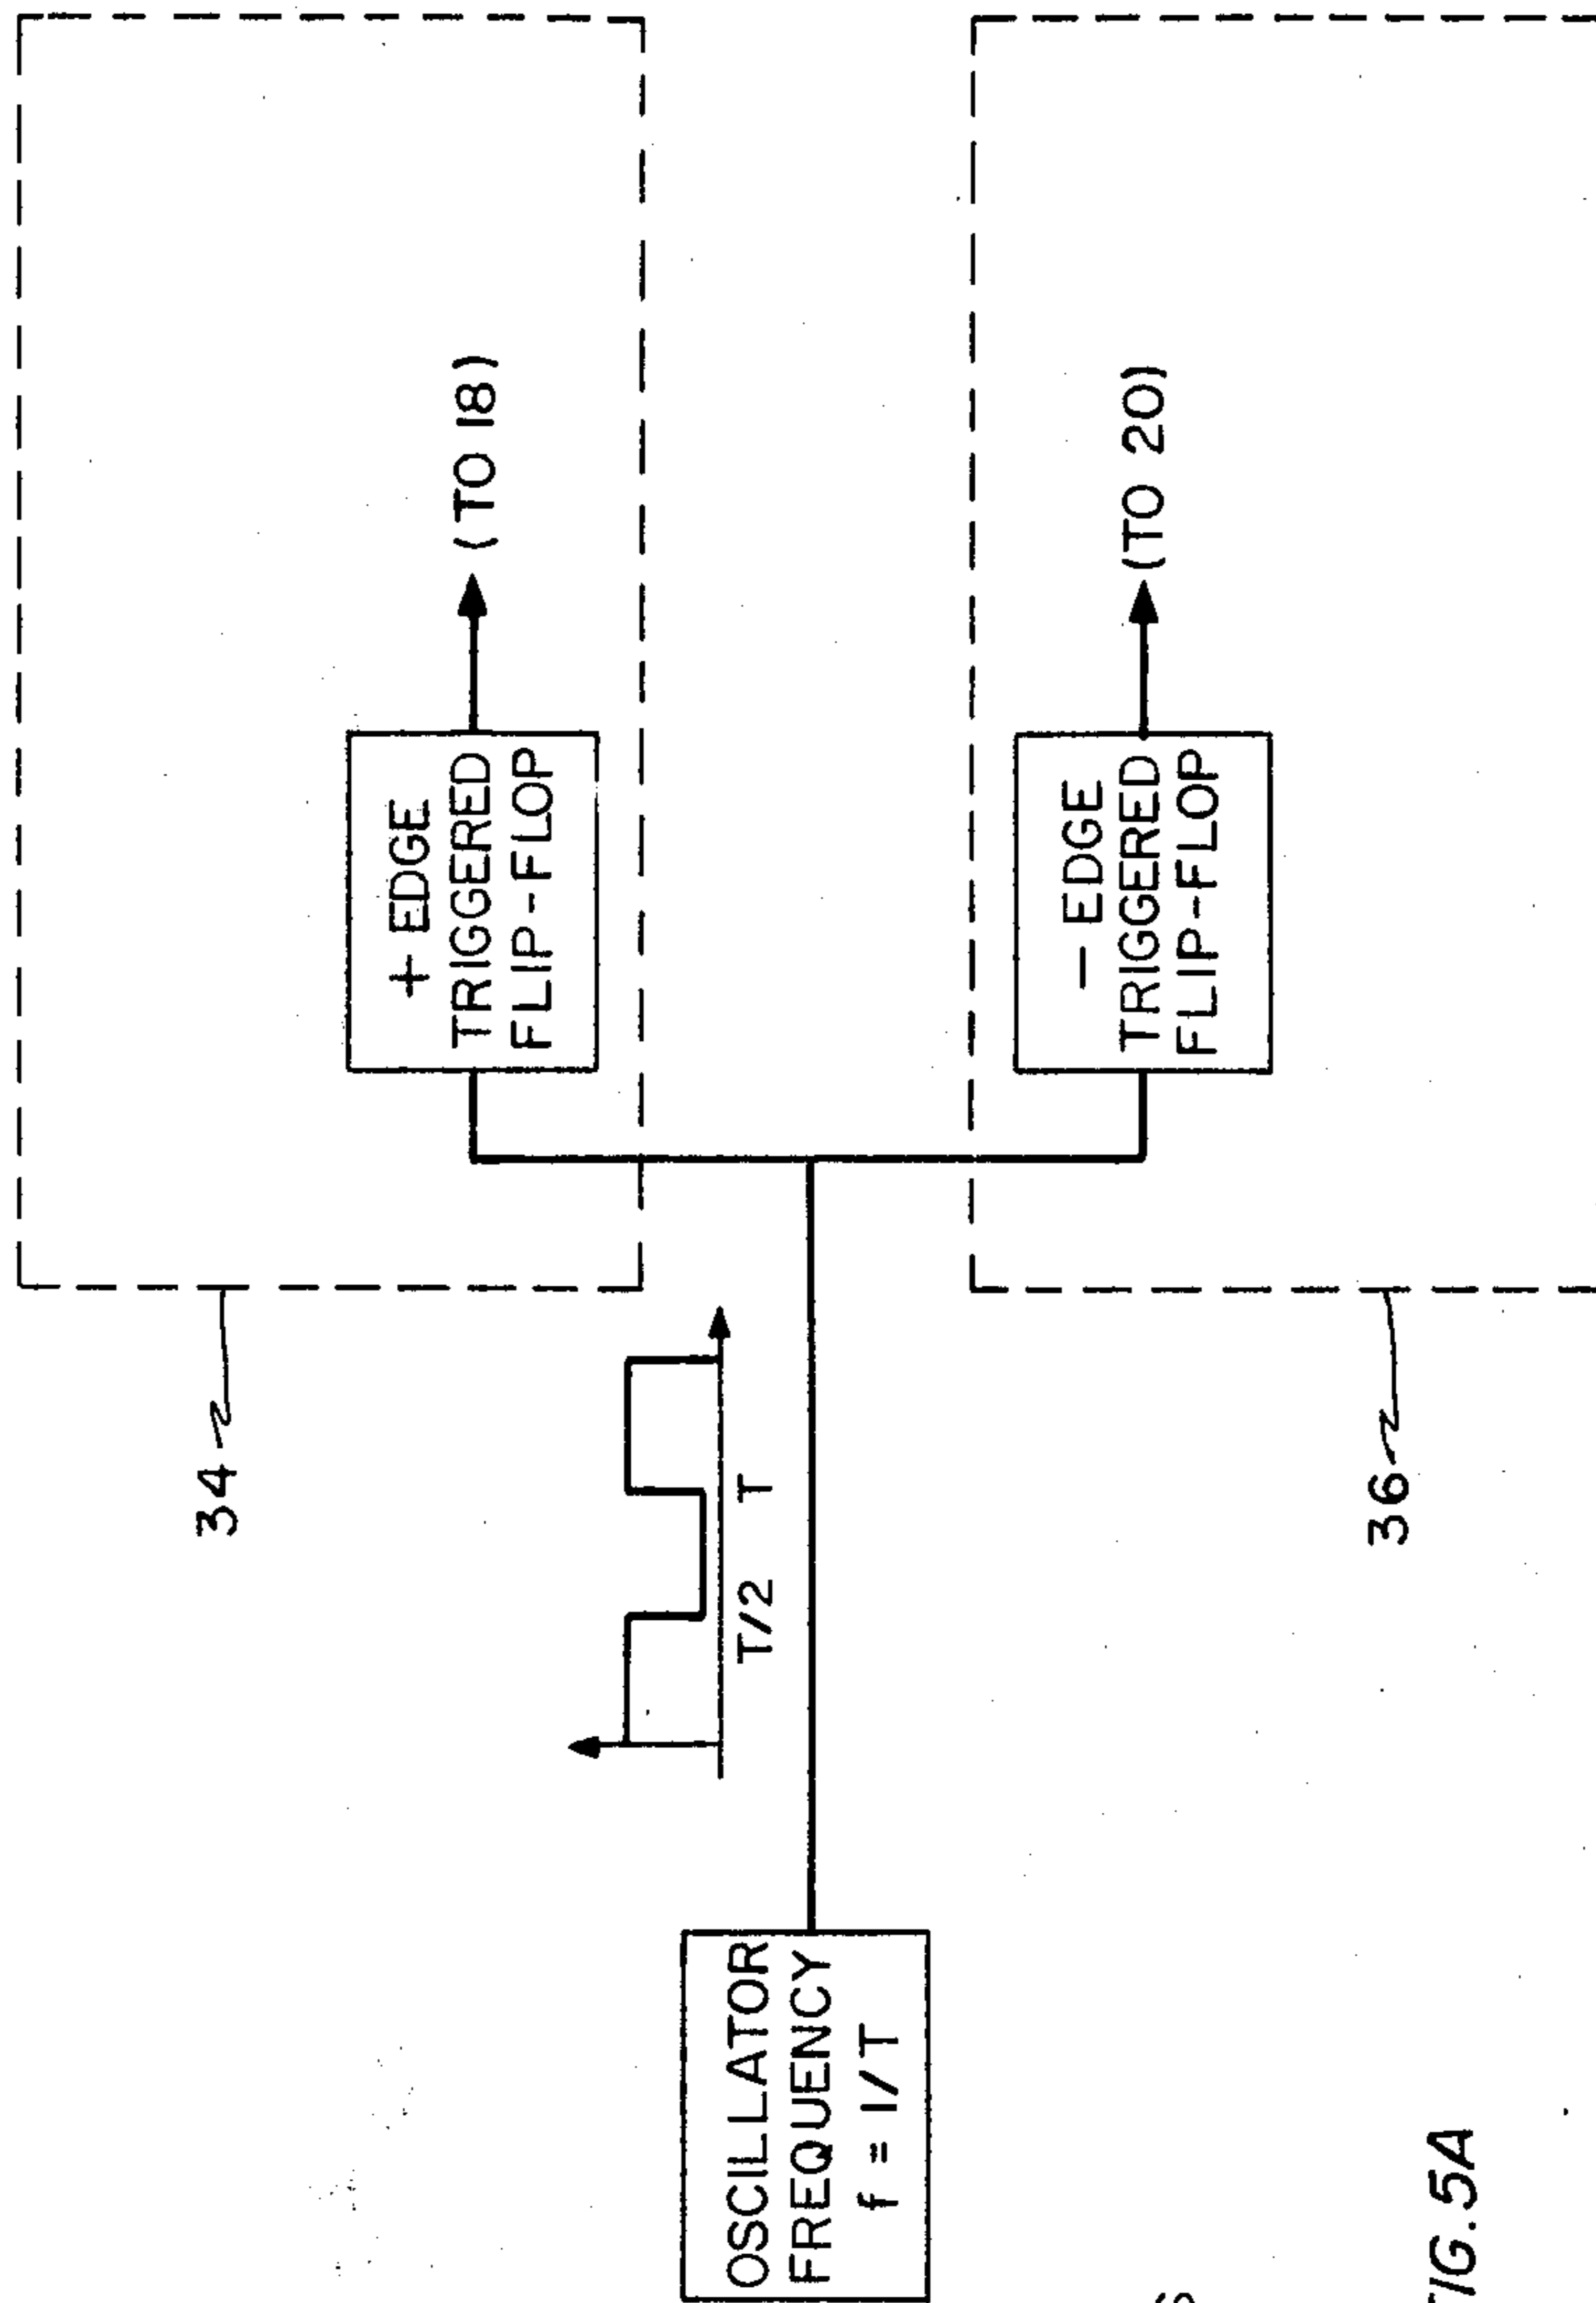 34
+ EDGE
TRIGGERED
FLIP-FLOP
(TO 18)
T/2 T
OSCILLATOR
FREQUENCY
f = 1/T
- EDGE
TRIGGERED
FLIP-FLOP
(TO 20)
36
FIG.5A